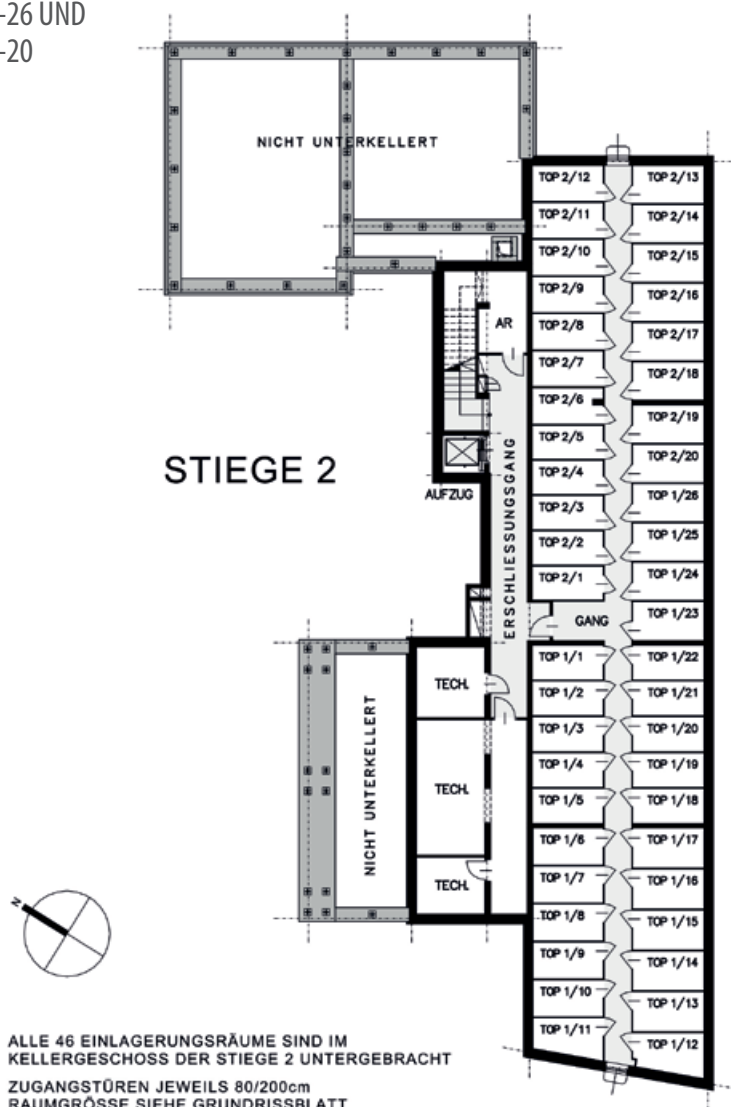 -26 UND
-20
NICHT UNTERKELLERT
TOP 2/12
TOP 2/13
TOP 2/11
TOP 2/14
TOP 2/10
TOP 2/15
TOP 2/9
TOP 2/16
TOP 2/8
TOP 2/17
AR
TOP 2/7
TOP 2/18
TOP 2/6
TOP 2/19
TOP 2/5
TOP 2/20
STIEGE 2
TOP 2/4
TOP 1/26
AUFZUG
TOP 2/3
TOP 1/25
ERSCHLIESSUNGSGANG
TOP 2/2
TOP 1/24
TOP 2/1
TOP 1/23
GANG
TOP 1/1
TOP 1/22
TECH.
TOP 1/2
TOP 1/21
TOP 1/3
TOP 1/20
NICHT UNTERKELLERT
TOP 1/4
TOP 1/19
TECH.
TOP 1/5
TOP 1/18
TOP 1/6
TOP 1/17
TECH.
TOP 1/7
TOP 1/16
TOP 1/8
TOP 1/15
N
TOP 1/9
TOP 1/14
TOP 1/10
TOP 1/13
TOP 1/11
TOP 1/12
ALLE 46 EINLAGERUNGSRÄUME SIND IM
KELLERGESCHOSS DER STIEGE 2 UNTERGEBRACHT
ZUGANGSTÜREN JEWEILS 80/200cm
RAUMGRÖSSE SIEHE GRUNDRISSBLATT